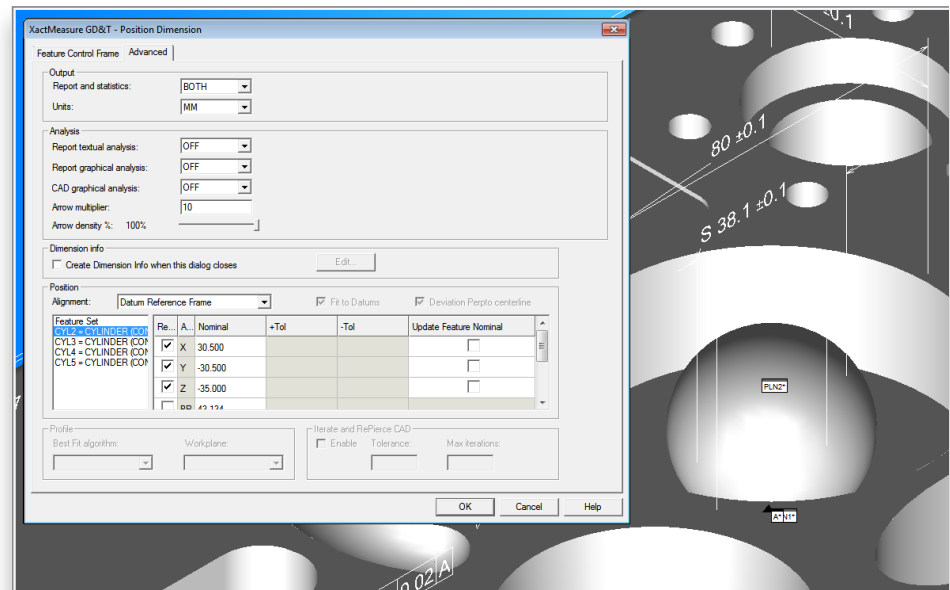 XactMeasure GD&T - Position Dimension
Feature Control Frame
Advanced
Output
Report and statistics:
BOTH
Units:
MM
Analysis
Report textual analysis:
OFF
Report graphical analysis:
OFF
CAD graphical analysis:
OFF
Arrow multiplier:
10
Arrow density %: 100%
Dimension info
Create Dimension Info when this dialog closes
Edit...
Position
Alignment:
Datum Reference Frame
Fit to Datums
Deviation Perpto centerline
Feature Set
CYL2 = CYLINDER (CON
CYL3 = CYLINDER (CON
CYL4 = CYLINDER (CON
CYL5 = CYLINDER (CON
Re... A... Nominal +Tol -Tol Update Feature Nominal
X 30.500
Y -30.500
Z -35.000
PR 43.134
Profile
Best Fit algorithm:
Workplane:
Iterate and RePierce CAD
Enable
Tolerance:
Max iterations:
OK
Cancel
Help
80 ±0.1
S 38.1 ±0.1
PLN2*
A* N1*
0.02 A